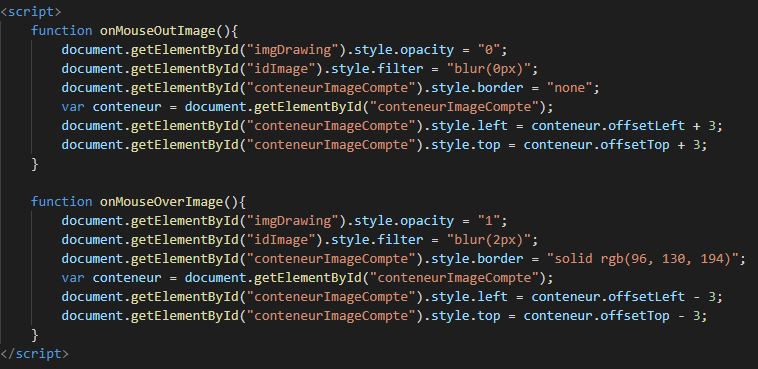 <script>
function onMouseOutImage(){
document.getElementById("imgDrawing").style.opacity = "0";
document.getElementById("idImage").style.filter = "blur(0px)";
document.getElementById("conteneurImageCompte").style.border = "none";
var conteneur = document.getElementById("conteneurImageCompte");
document.getElementById("conteneurImageCompte").style.left = conteneur.offsetLeft + 3;
document.getElementById("conteneurImageCompte").style.top = conteneur.offsetTop + 3;
}
function onMouseOverImage(){
document.getElementById("imgDrawing").style.opacity = "1";
document.getElementById("idImage").style.filter = "blur(2px)";
document.getElementById("conteneurImageCompte").style.border = "solid rgb(96, 130, 194)";
var conteneur = document.getElementById("conteneurImageCompte");
document.getElementById("conteneurImageCompte").style.left = conteneur.offsetLeft - 3;
document.getElementById("conteneurImageCompte").style.top = conteneur.offsetTop - 3;
}
</script>